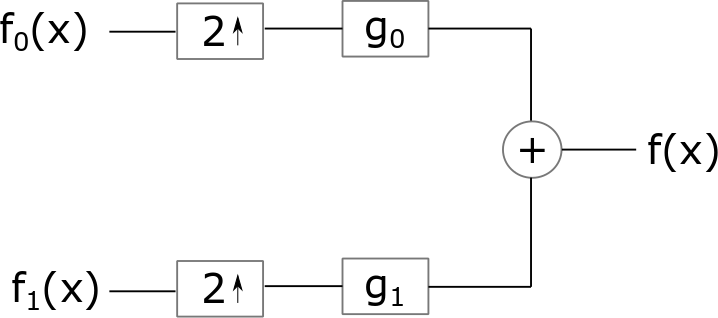 f₀(x) 2↑ g₀
+ f(x)
f₁(x) 2↑ g₁